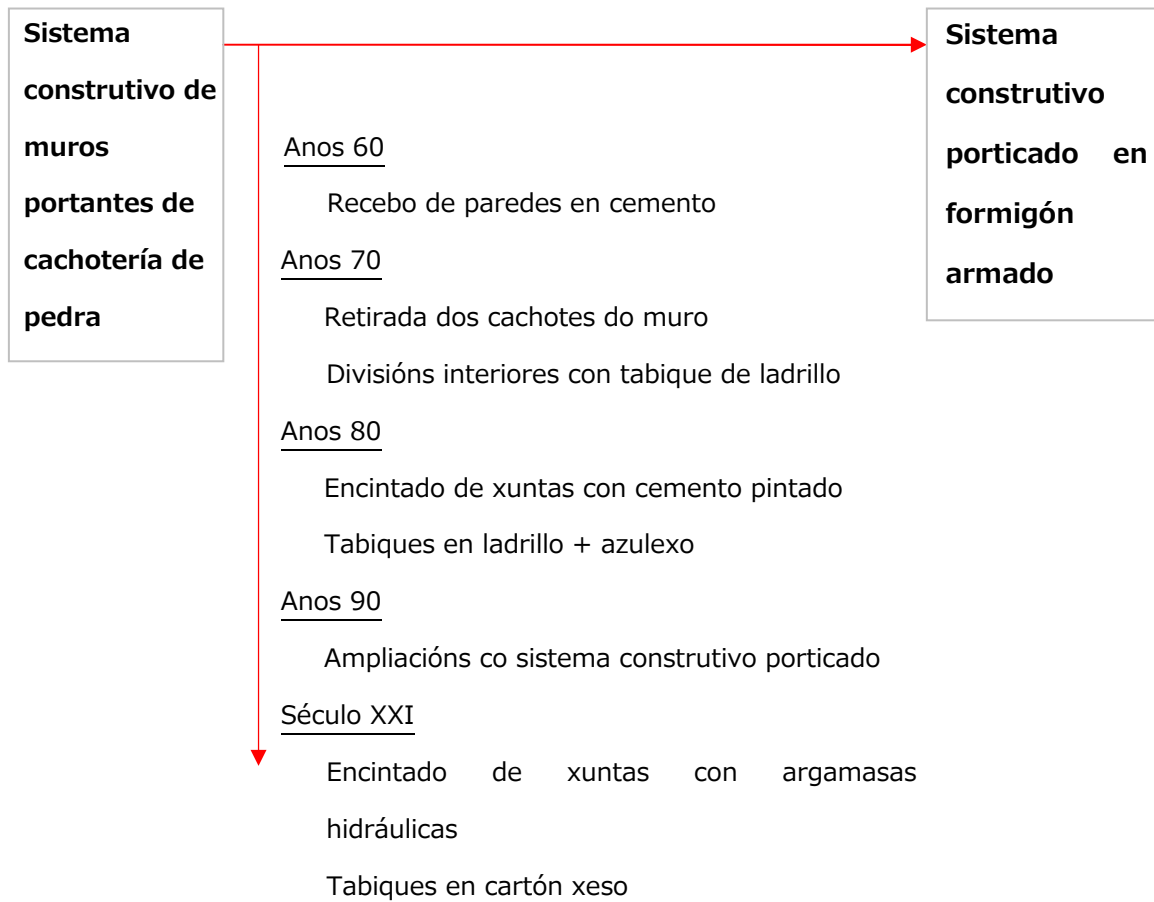 Sistema
construtivo de
muros
portantes de
cachotería de
pedra
Anos 60
Recebo de paredes en cemento
Anos 70
Retirada dos cachotes do muro
Divisións interiores con tabique de ladrillo
Anos 80
Encintado de xuntas con cemento pintado
Tabiques en ladrillo + azulexo
Anos 90
Ampliacións co sistema construtivo porticado
Século XXI
Encintado de xuntas con argamasas
hidráulicas
Tabiques en cartón xeso
Sistema
construtivo
porticado en
formigón
armado